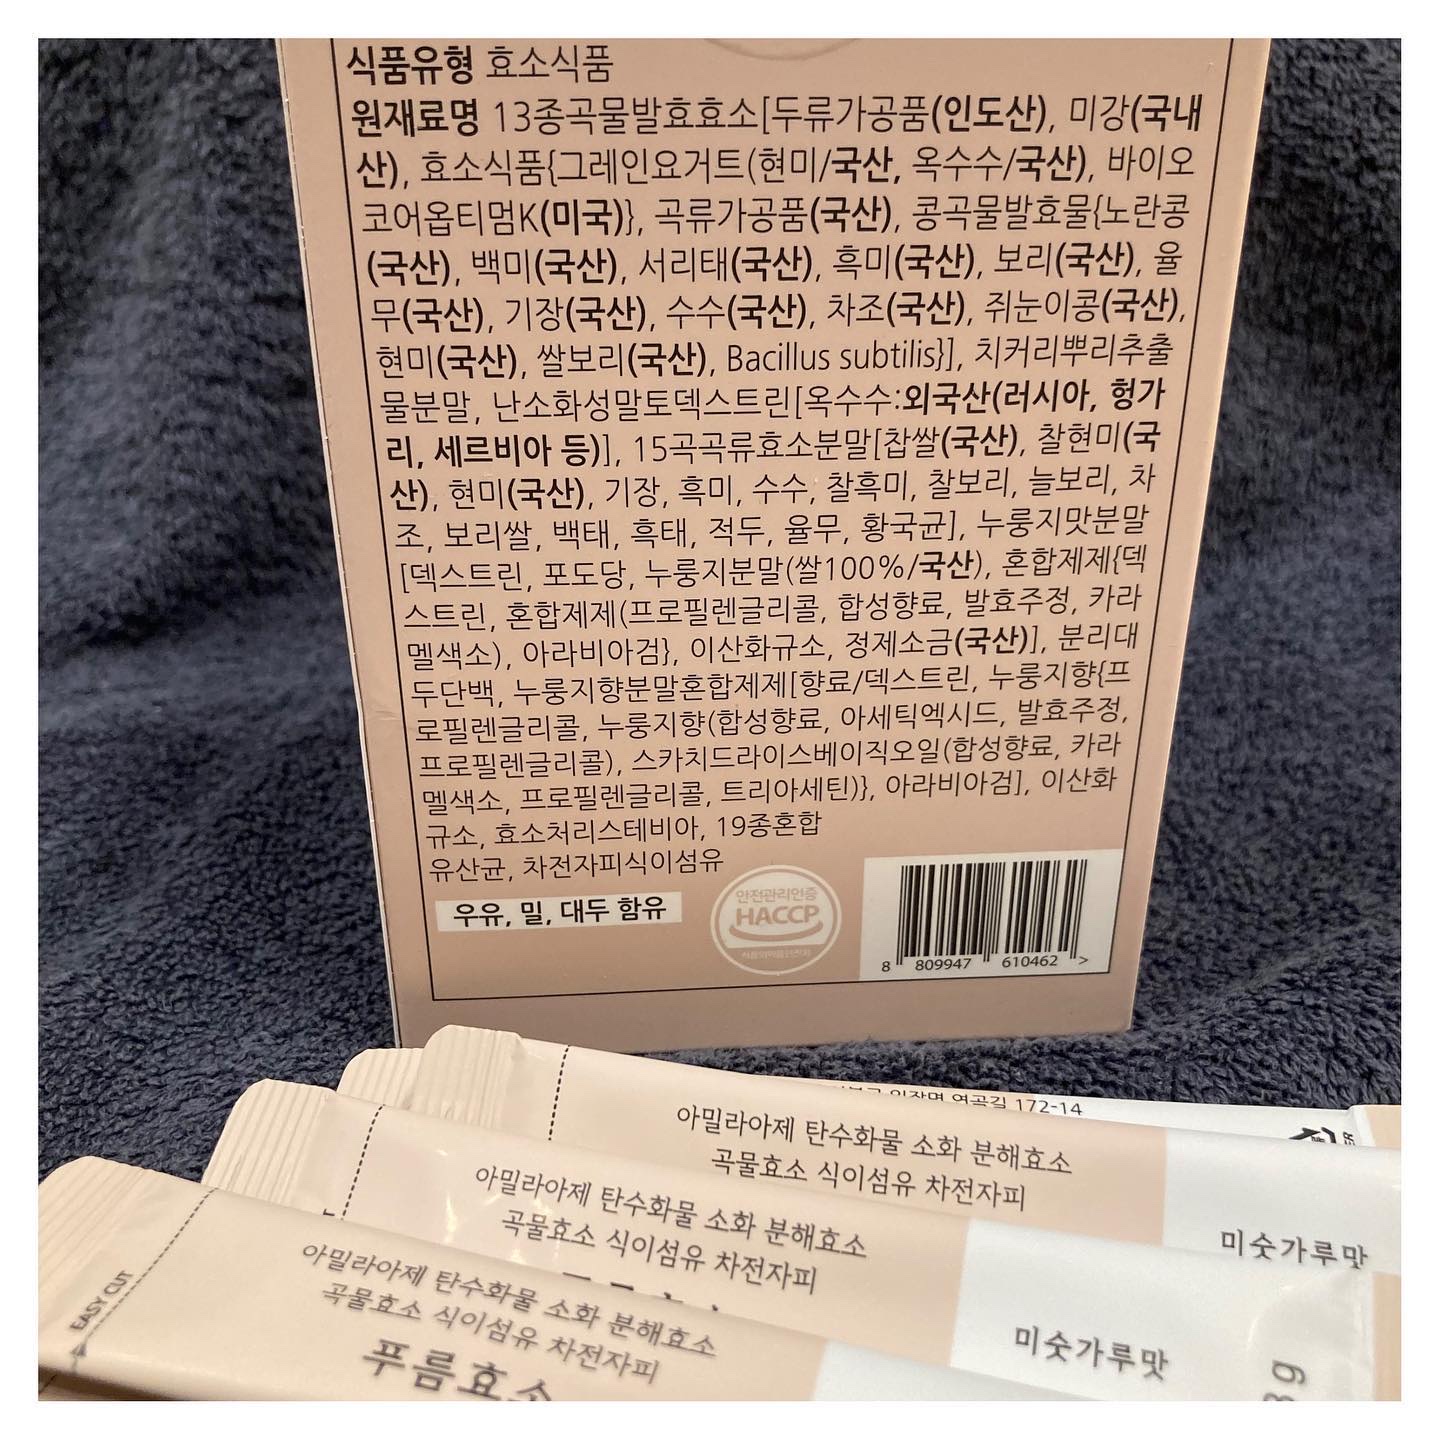 식품유형 효소식품
원재료명 13종곡물발효효소[두류가공품(인도산), 미강(국내
산), 효소식품{그레인요거트(현미/국산, 옥수수/국산), 바이오
코어옵티멈K(미국)}, 곡류가공품(국산), 콩곡물발효물{노란콩
(국산), 백미(국산), 서리태(국산), 흑미(국산), 보리(국산), 율
무(국산), 기장(국산), 수수(국산), 차조(국산), 쥐눈이콩(국산),
현미(국산), 쌀보리(국산), Bacillus subtilis}], 치커리뿌리추출
물분말, 난소화성말토덱스트린[옥수수:외국산(러시아, 헝가
리, 세르비아 등)], 15곡곡류효소분말[찹쌀(국산), 찰현미(국
산), 현미(국산), 기장, 흑미, 수수, 찰흑미, 찰보리, 늘보리, 차
조, 보리쌀, 백태, 흑태, 적두, 율무, 황국균], 누룽지맛분말
[덱스트린, 포도당, 누룽지분말(쌀100%/국산), 혼합제제{덱
스트린, 혼합제제(프로필렌글리콜, 합성향료, 발효주정, 카라
멜색소), 아라비아검}, 이산화규소, 정제소금(국산)], 분리대
두단백, 누룽지향분말혼합제제[향료/덱스트린, 누룽지향{프
로필렌글리콜, 누룽지향(합성향료, 아세틱엑시드, 발효주정,
프로필렌글리콜), 스카치드라이스베이직오일(합성향료, 카라
멜색소, 프로필렌글리콜, 트리아세틴)}, 아라비아검], 이산화
규소, 효소처리스테비아, 19종혼합
유산균, 차전자피식이섬유
우유, 밀, 대두 함유
안전관리인증
HACCP
8 809947 610462 >
172-14
아밀라아제 탄수화물 소화 분해효소
곡물효소 식이섬유 차전자피
미숫가루맛
아밀라아제 탄수화물 소화 분해효소
곡물효소 식이섬유 차전자피
미숫가루맛
EASY CUT
아밀라아제 탄수화물 소화 분해효소
곡물효소 식이섬유 차전자피
푸름효소